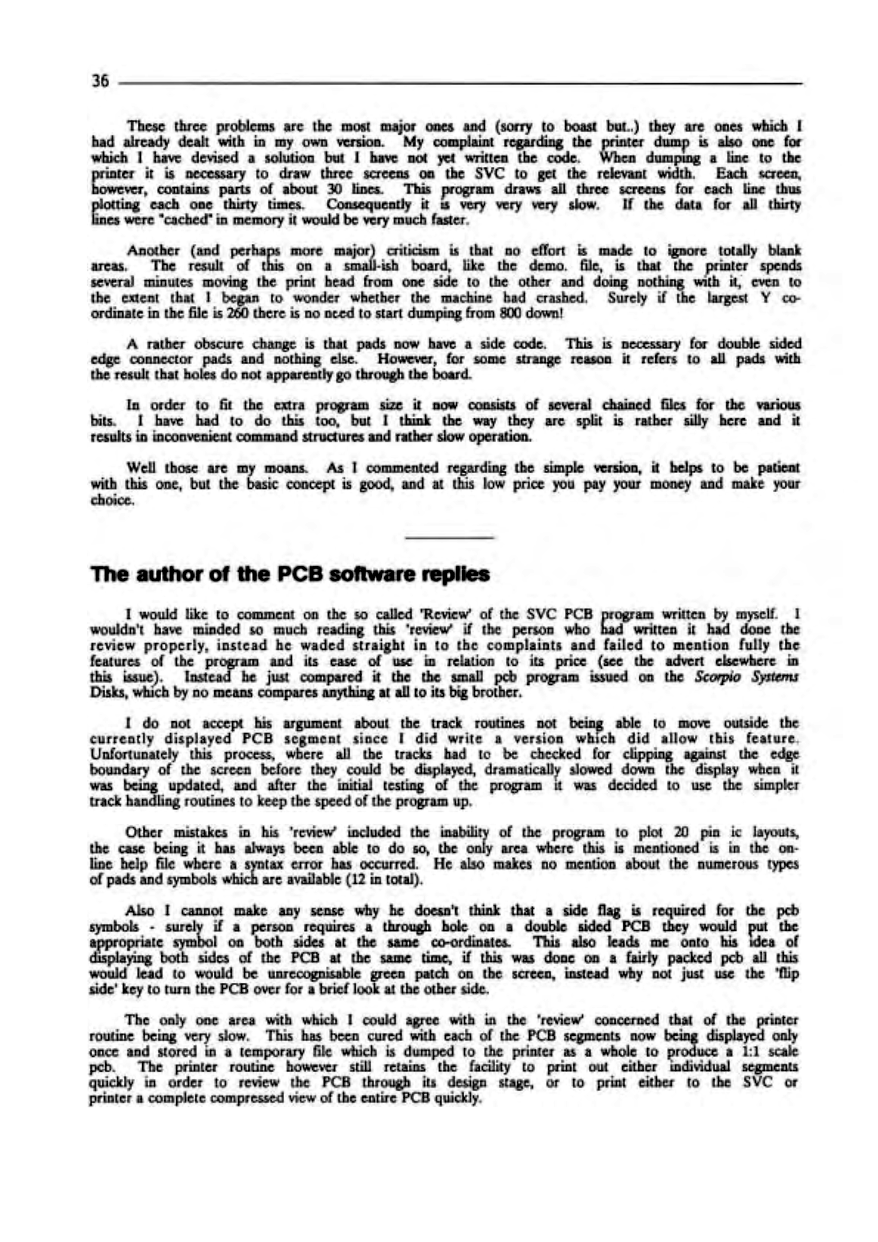 36
These three problems are the most major ones and (sorry to boast but..) they are ones which I
had already dealt with in my own version. My complaint regarding the printer dump is also one for
which I have devised a solution but I have not yet written the code. When dumping a line to the
printer it is necessary to draw three screens on the SVC to get the relevant width. Each screen,
however, contains parts of about 30 lines. This program draws all three screens for each line thus
plotting each one thirty times. Consequently it is very very very slow. If the data for all thirty
lines were "cached" in memory it would be very much faster.
Another (and perhaps more major) criticism is that no effort is made to ignore totally blank
areas. The result of this on a small-ish board, like the demo. file, is that the printer spends
several minutes moving the print head from one side to the other and doing nothing with it, even to
the extent that I began to wonder whether the machine had crashed. Surely if the largest Y co-
ordinate in the file is 260 there is no need to start dumping from 800 down!
A rather obscure change is that pads now have a side code. This is necessary for double sided
edge connector pads and nothing else. However, for some strange reason it refers to all pads with
the result that holes do not apparently go through the board.
In order to fit the extra program size it now consists of several chained files for the various
bits. I have had to do this too, but I think the way they are split is rather silly here and it
results in inconvenient command structures and rather slow operation.
Well those are my moans. As I commented regarding the simple version, it helps to be patient
with this one, but the basic concept is good, and at this low price you pay your money and make your
choice.
The author of the PCB software replies
I would like to comment on the so called 'Review' of the SVC PCB program written by myself. I
wouldn't have minded so much reading this 'review' if the person who had written it had done the
review properly, instead he waded straight in to the complaints and failed to mention fully the
features of the program and its ease of use in relation to its price (see the advert elsewhere in
this issue). Instead he just compared it the the small pcb program issued on the Scorpio Systems
Disks, which by no means compares anything at all to its big brother.
I do not accept his argument about the track routines not being able to move outside the
currently displayed PCB segment since I did write a version which did allow this feature.
Unfortunately this process, where all the tracks had to be checked for clipping against the edge
boundary of the screen before they could be displayed, dramatically slowed down the display when it
was being updated, and after the initial testing of the program it was decided to use the simpler
track handling routines to keep the speed of the program up.
Other mistakes in his 'review' included the inability of the program to plot 20 pin ic layouts,
the case being it has always been able to do so, the only area where this is mentioned is in the on-
line help file where a syntax error has occurred. He also makes no mention about the numerous types
of pads and symbols which are available (12 in total).
Also I cannot make any sense why he doesn't think that a side flag is required for the pcb
symbols - surely if a person requires a through hole on a double sided PCB they would put the
appropriate symbol on both sides at the same co-ordinates. This also leads me onto his idea of
displaying both sides of the PCB at the same time, if this was done on a fairly packed pcb all this
would lead to would be unrecognisable green patch on the screen, instead why not just use the 'flip
side' key to turn the PCB over for a brief look at the other side.
The only one area with which I could agree with in the 'review' concerned that of the printer
routine being very slow. This has been cured with each of the PCB segments now being displayed only
once and stored in a temporary file which is dumped to the printer as a whole to produce a 1:1 scale
pcb. The printer routine however still retains the facility to print out either individual segments
quickly in order to review the PCB through its design stage, or to print either to the SVC or
printer a complete compressed view of the entire PCB quickly.